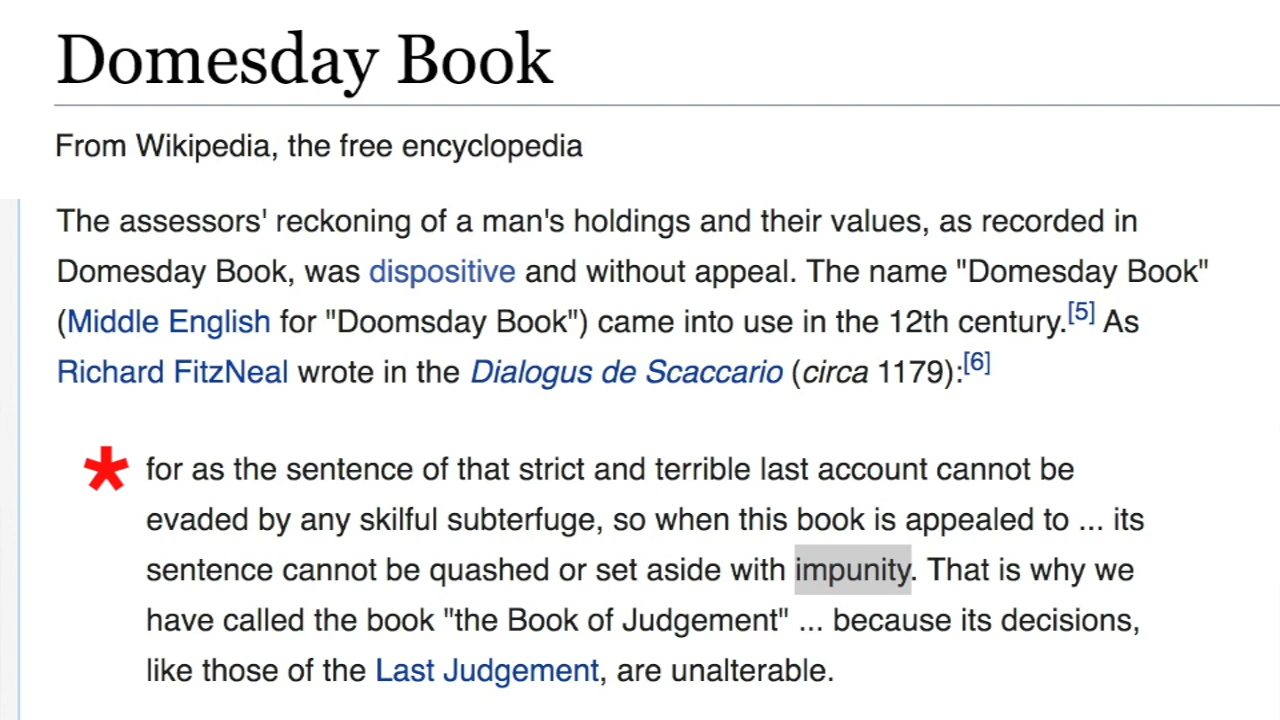 Domesday Book
From Wikipedia, the free encyclopedia
The assessors' reckoning of a man's holdings and their values, as recorded in
Domesday Book, was dispositive and without appeal. The name "Domesday Book"
(Middle English for "Doomsday Book") came into use in the 12th century.[5] As
Richard FitzNeal wrote in the Dialogus de Scaccario (circa 1179):[6]
* for as the sentence of that strict and terrible last account cannot be
evaded by any skilful subterfuge, so when this book is appealed to ... its
sentence cannot be quashed or set aside with impunity. That is why we
have called the book "the Book of Judgement" ... because its decisions,
like those of the Last Judgement, are unalterable.